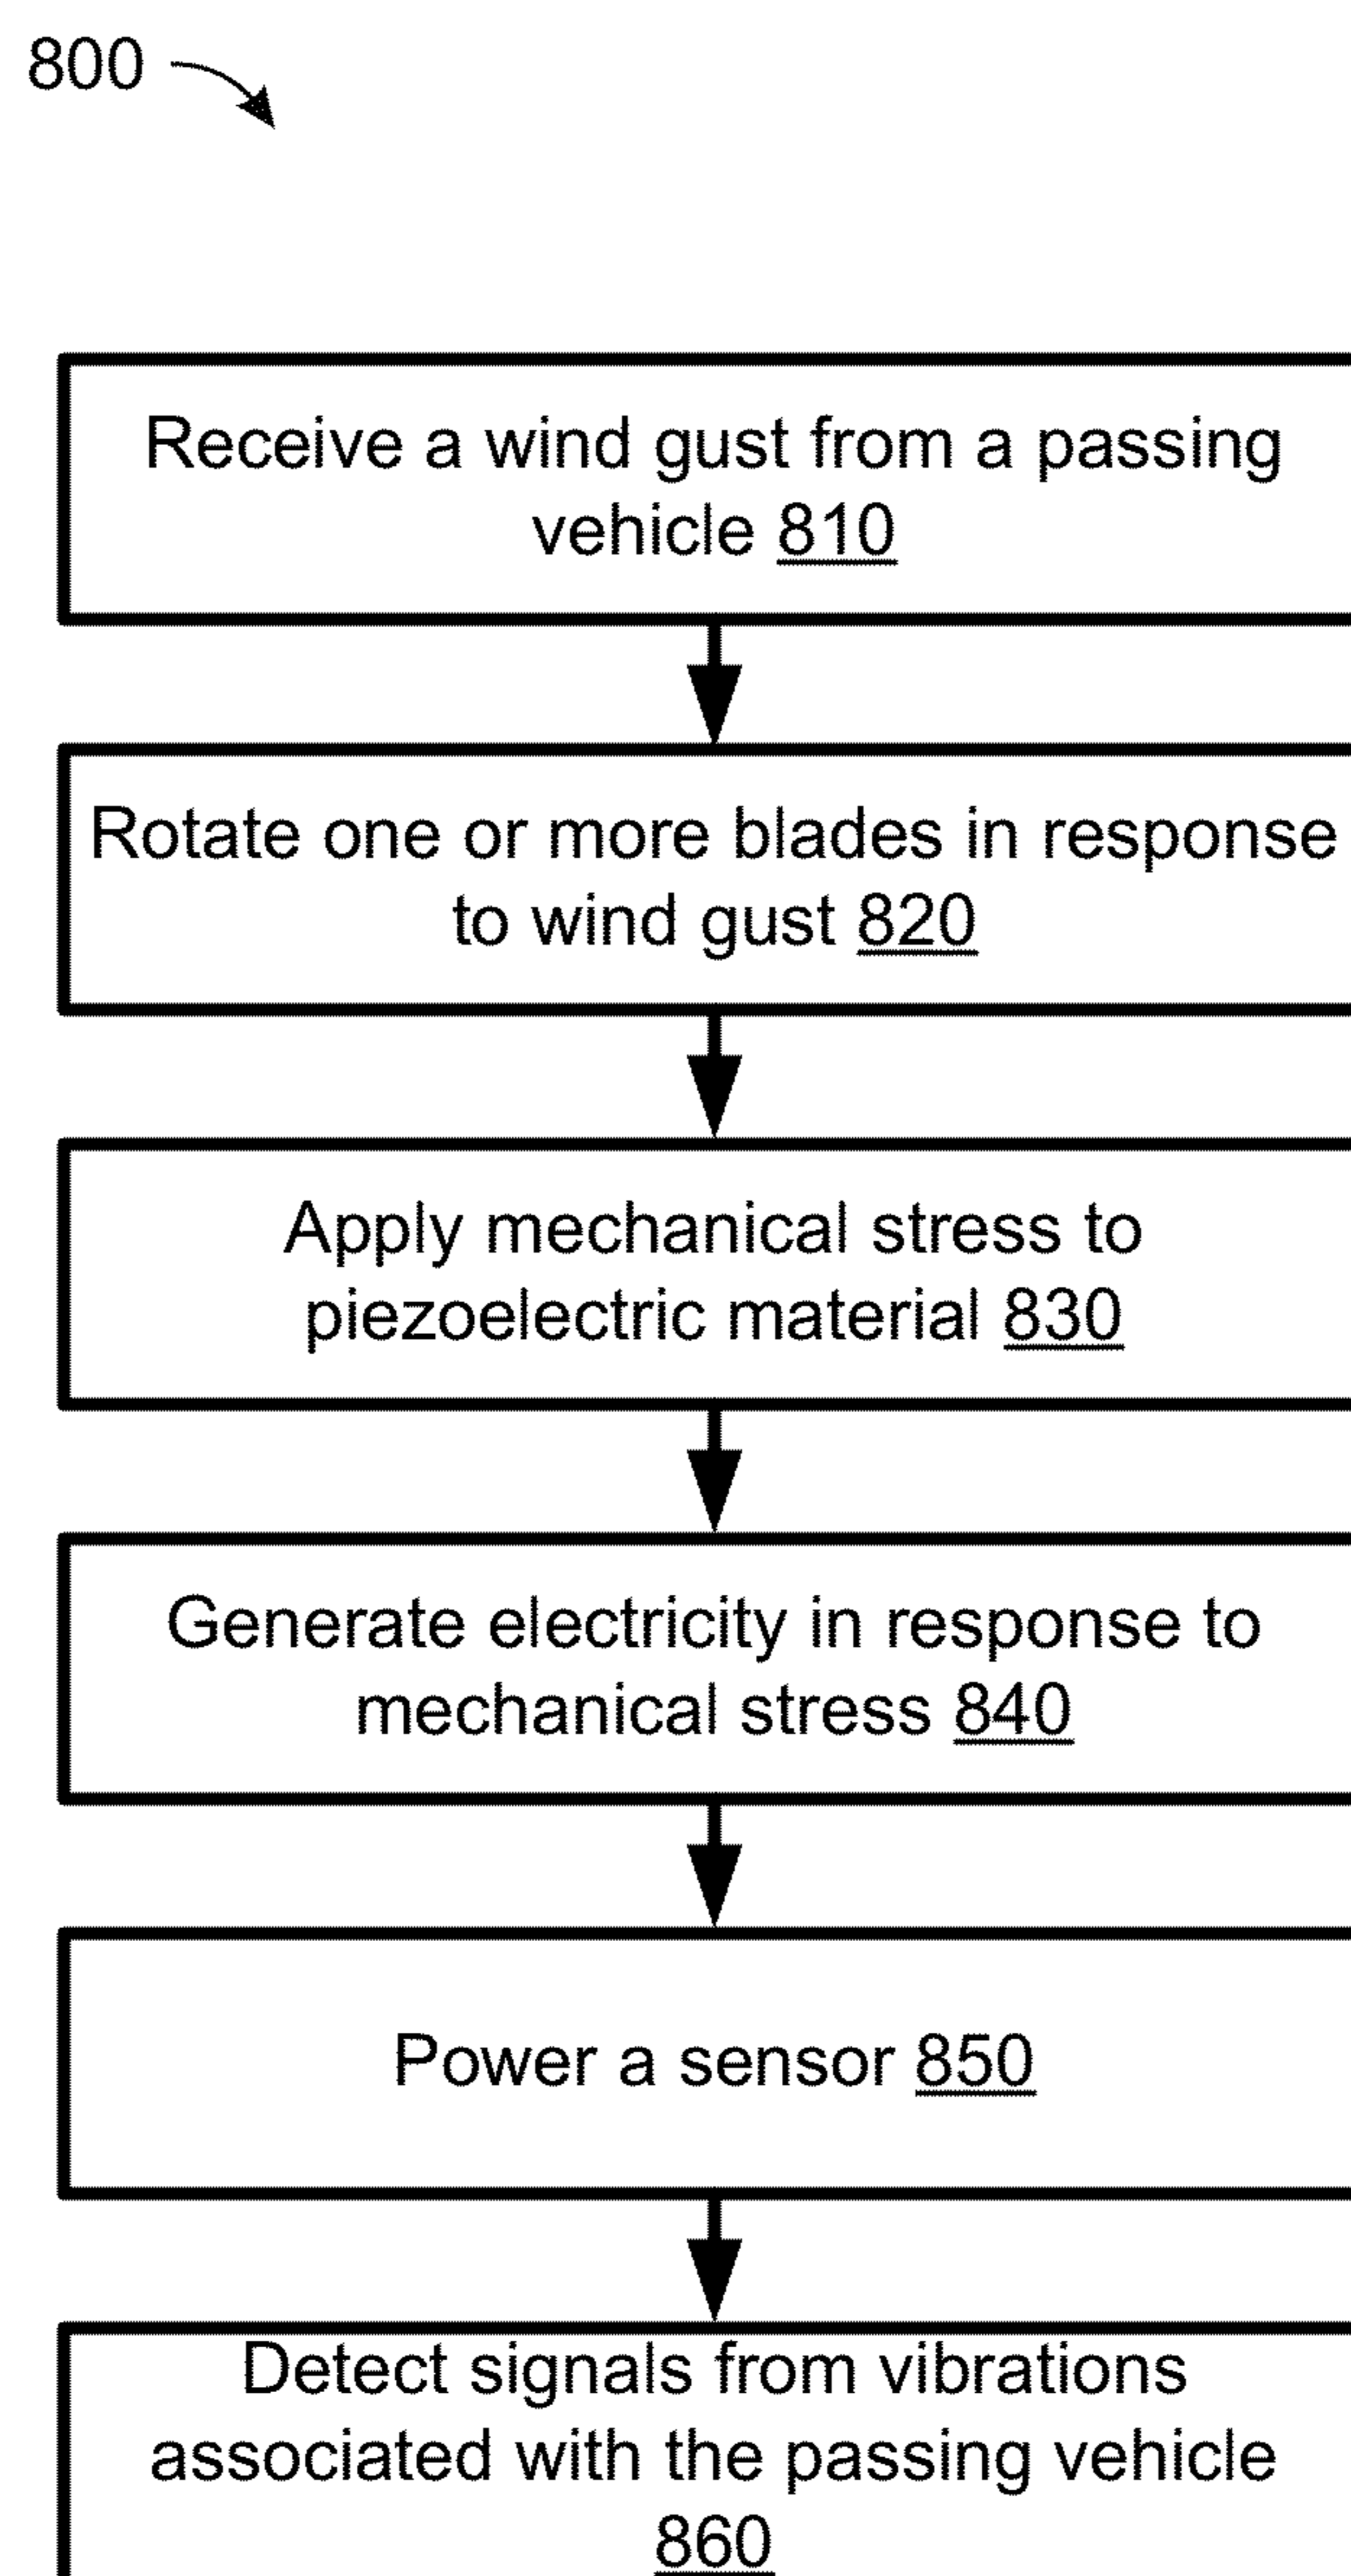 800
Receive a wind gust from a passing
vehicle 810
Rotate one or more blades in response
to wind gust 820
Apply mechanical stress to
piezoelectric material 830
Generate electricity in response to
mechanical stress 840
Power a sensor 850
Detect signals from vibrations
associated with the passing vehicle
860